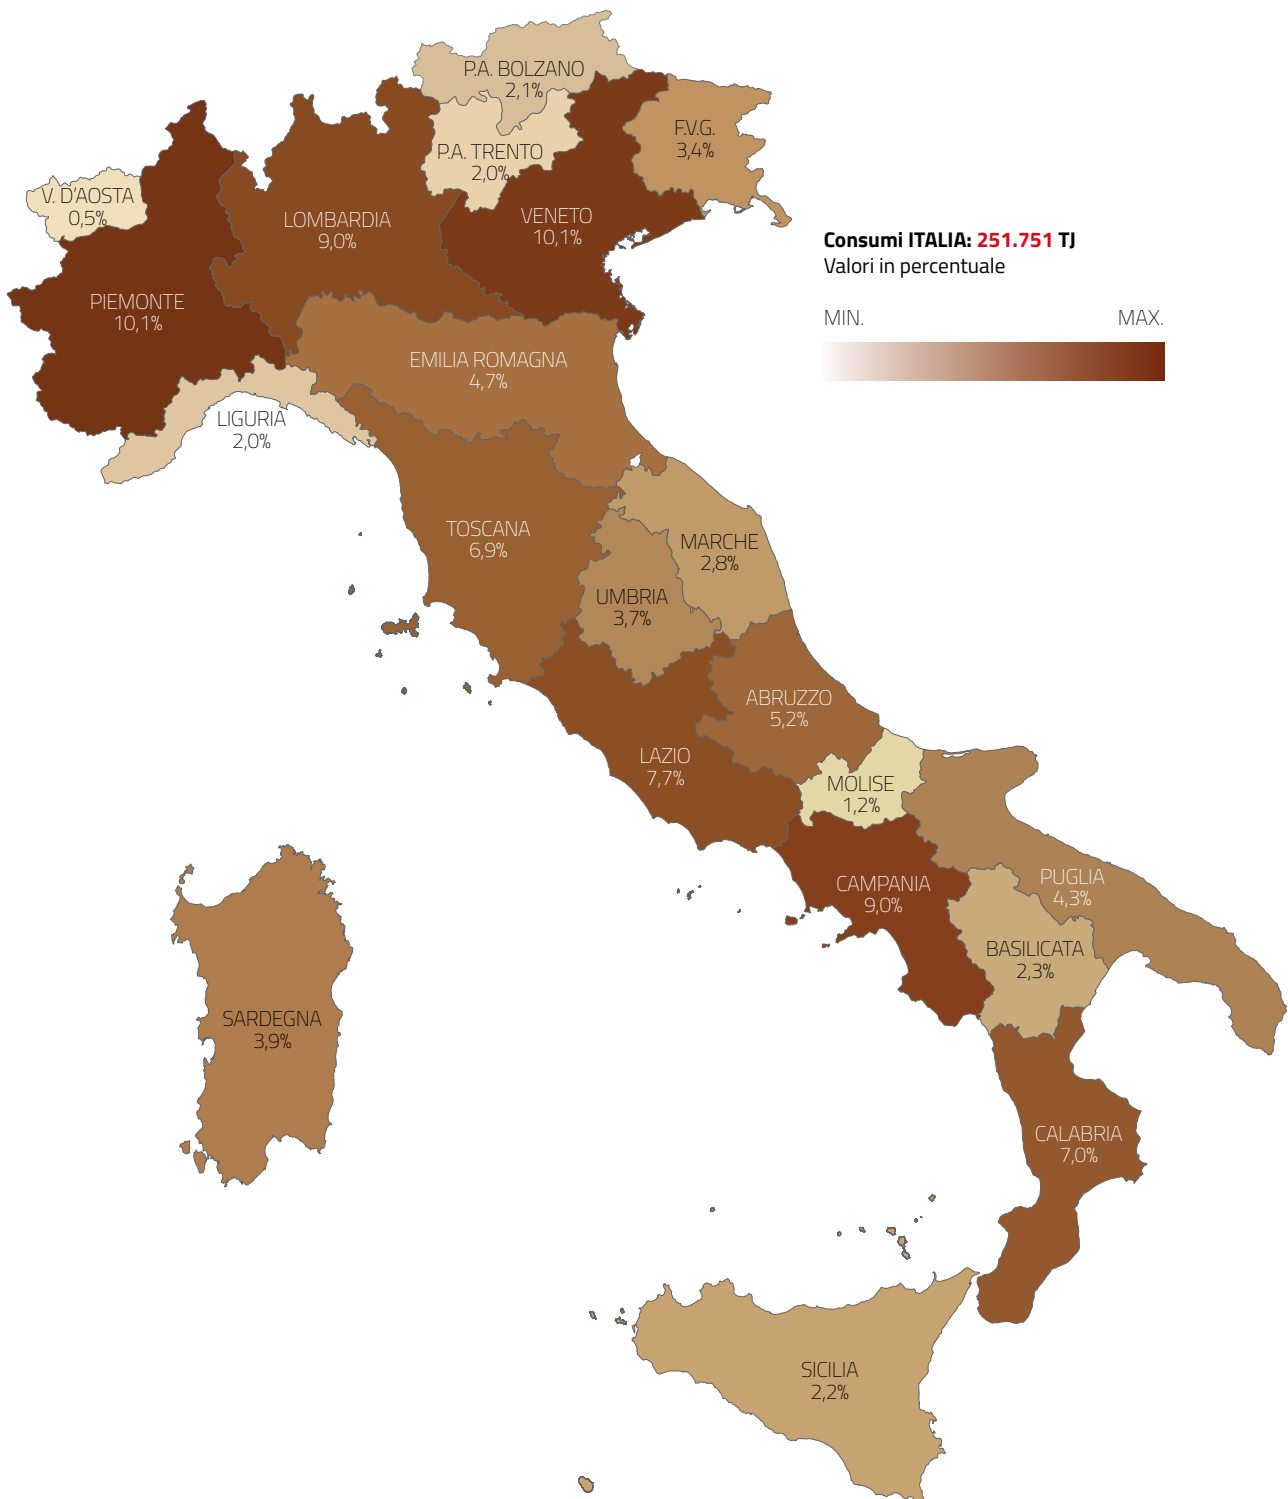 P.A. BOLZANO
2,1%
F.V.G.
3,4%
P.A. TRENTO
2,0%
V. D'AOSTA
0,5%
LOMBARDIA
9,0%
VENETO
10,1%
Consumi ITALIA: 251.751 TJ
Valori in percentuale
MIN. MAX.
PIEMONTE
10,1%
EMILIA ROMAGNA
4,7%
LIGURIA
2,0%
TOSCANA
6,9%
MARCHE
2,8%
UMBRIA
3,7%
ABRUZZO
5,2%
LAZIO
7,7%
MOLISE
1,2%
CAMPANIA
9,0%
PUGLIA
4,3%
BASILICATA
2,3%
SARDEGNA
3,9%
CALABRIA
7,0%
SICILIA
2,2%